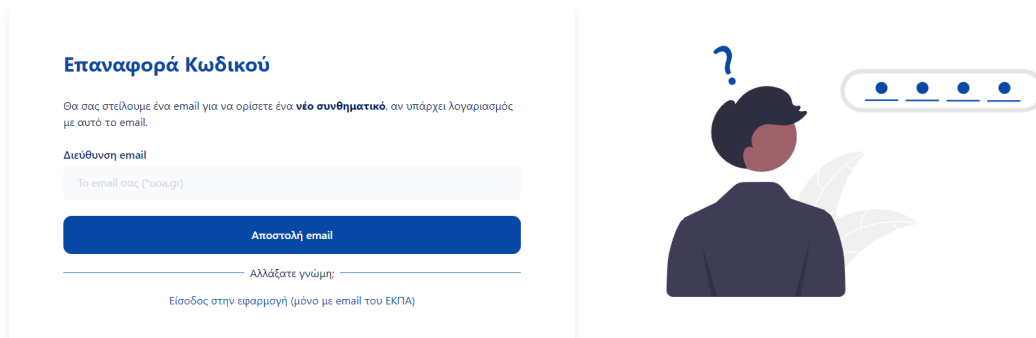 Επαναφορά Κωδικού
Θα σας στείλουμε ένα email για να ορίσετε ένα νέο συνθηματικό, αν υπάρχει λογαριασμός
με αυτό το email.
Διεύθυνση email
Το email σας (*uoa.gr)
Αποστολή email
Αλλάξατε γνώμη;
Είσοδος στην εφαρμογή (μόνο με email του ΕΚΠΑ)
?